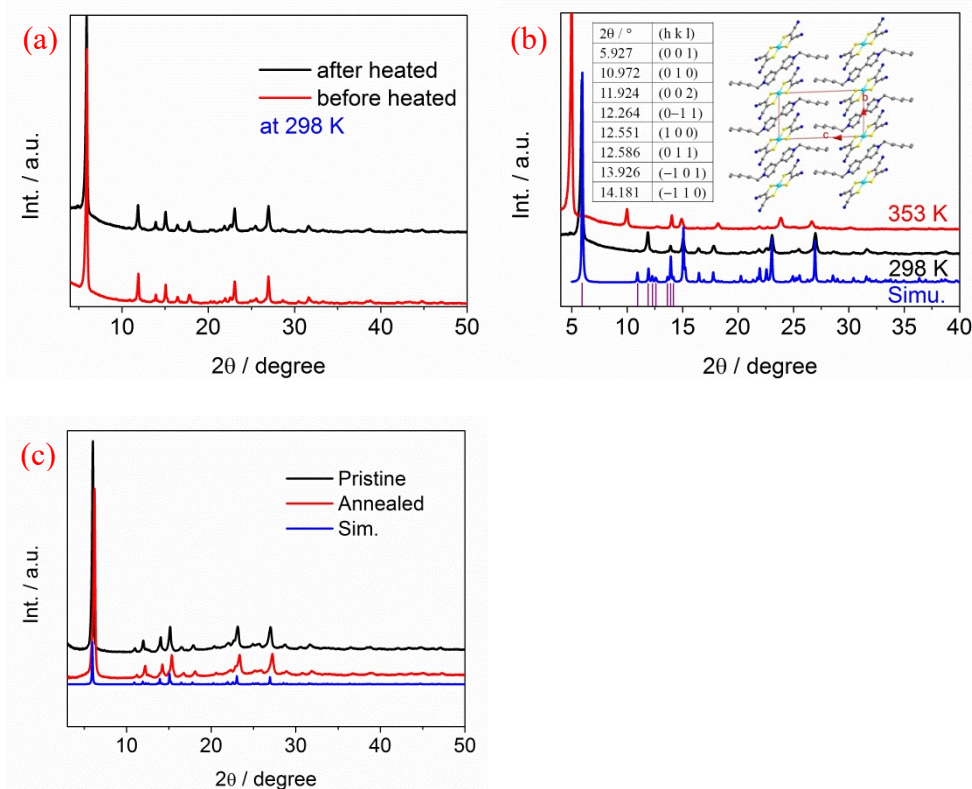 (a)
after heated
before heated
at 298 K
Int. / a.u.
10 20 30 40 50
2θ / degree
(b)
2θ / ° (h k l)
5.927 (0 0 1)
10.972 (0 1 0)
11.924 (0 0 2)
12.264 (0−1 1)
12.551 (1 0 0)
12.586 (0 1 1)
13.926 (−1 0 1)
14.181 (−1 1 0)
b
c
353 K
298 K
Simu.
Int. / a.u.
5 10 15 20 25 30 35 40
2θ / degree
(c)
Pristine
Annealed
Sim.
Int. / a.u.
10 20 30 40 50
2θ / degree